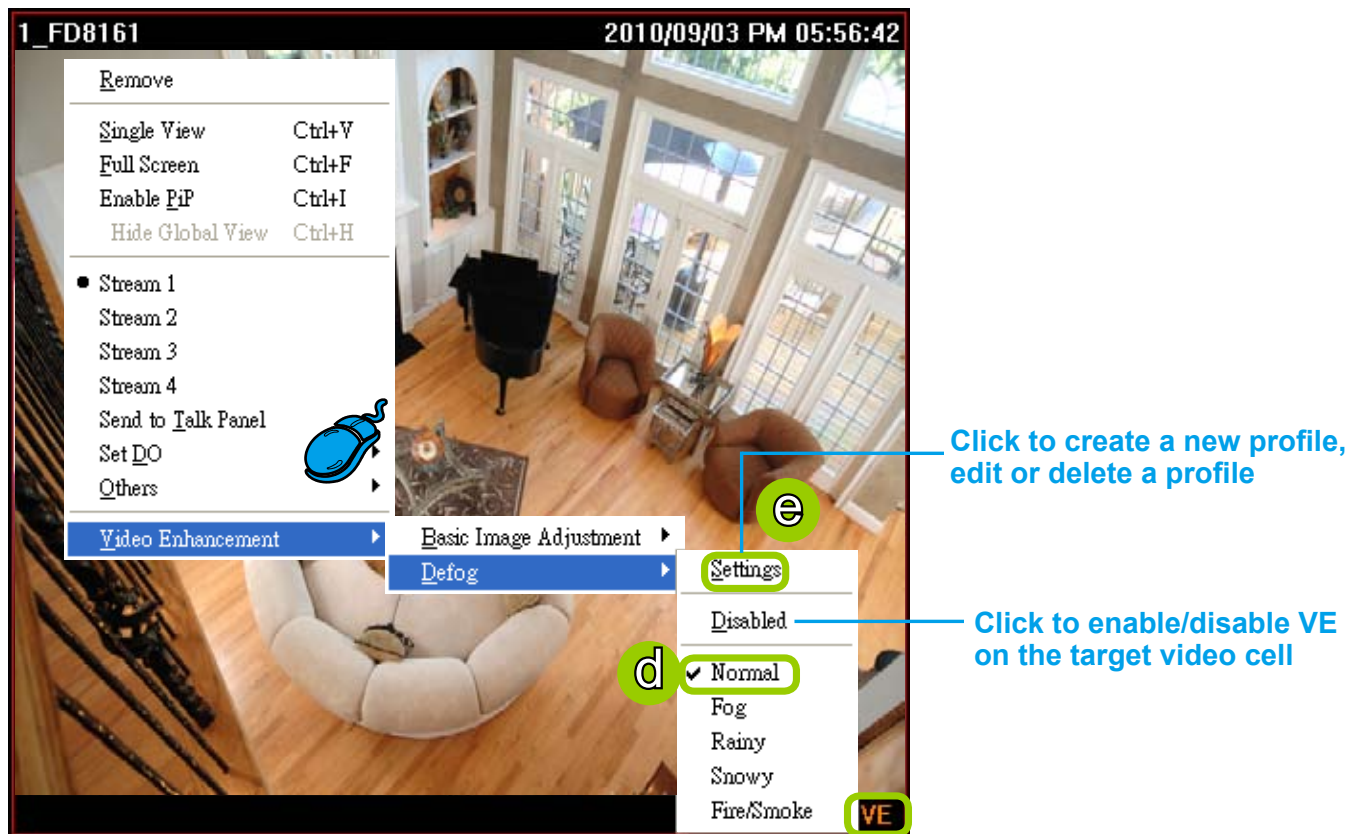 1_FD8161 2010/09/03 PM 05:56:42
Remove
Single View Ctrl+V
Full Screen Ctrl+F
Enable PiP Ctrl+I
Hide Global View Ctrl+H
Stream 1
Stream 2
Stream 3
Stream 4
Send to Talk Panel
Set DO
Others
Video Enhancement
Basic Image Adjustment
Defog
Settings
Disabled
Normal
Fog
Rainy
Snowy
Fire/Smoke
VE
e
d
Click to create a new profile,
edit or delete a profile
Click to enable/disable VE
on the target video cell